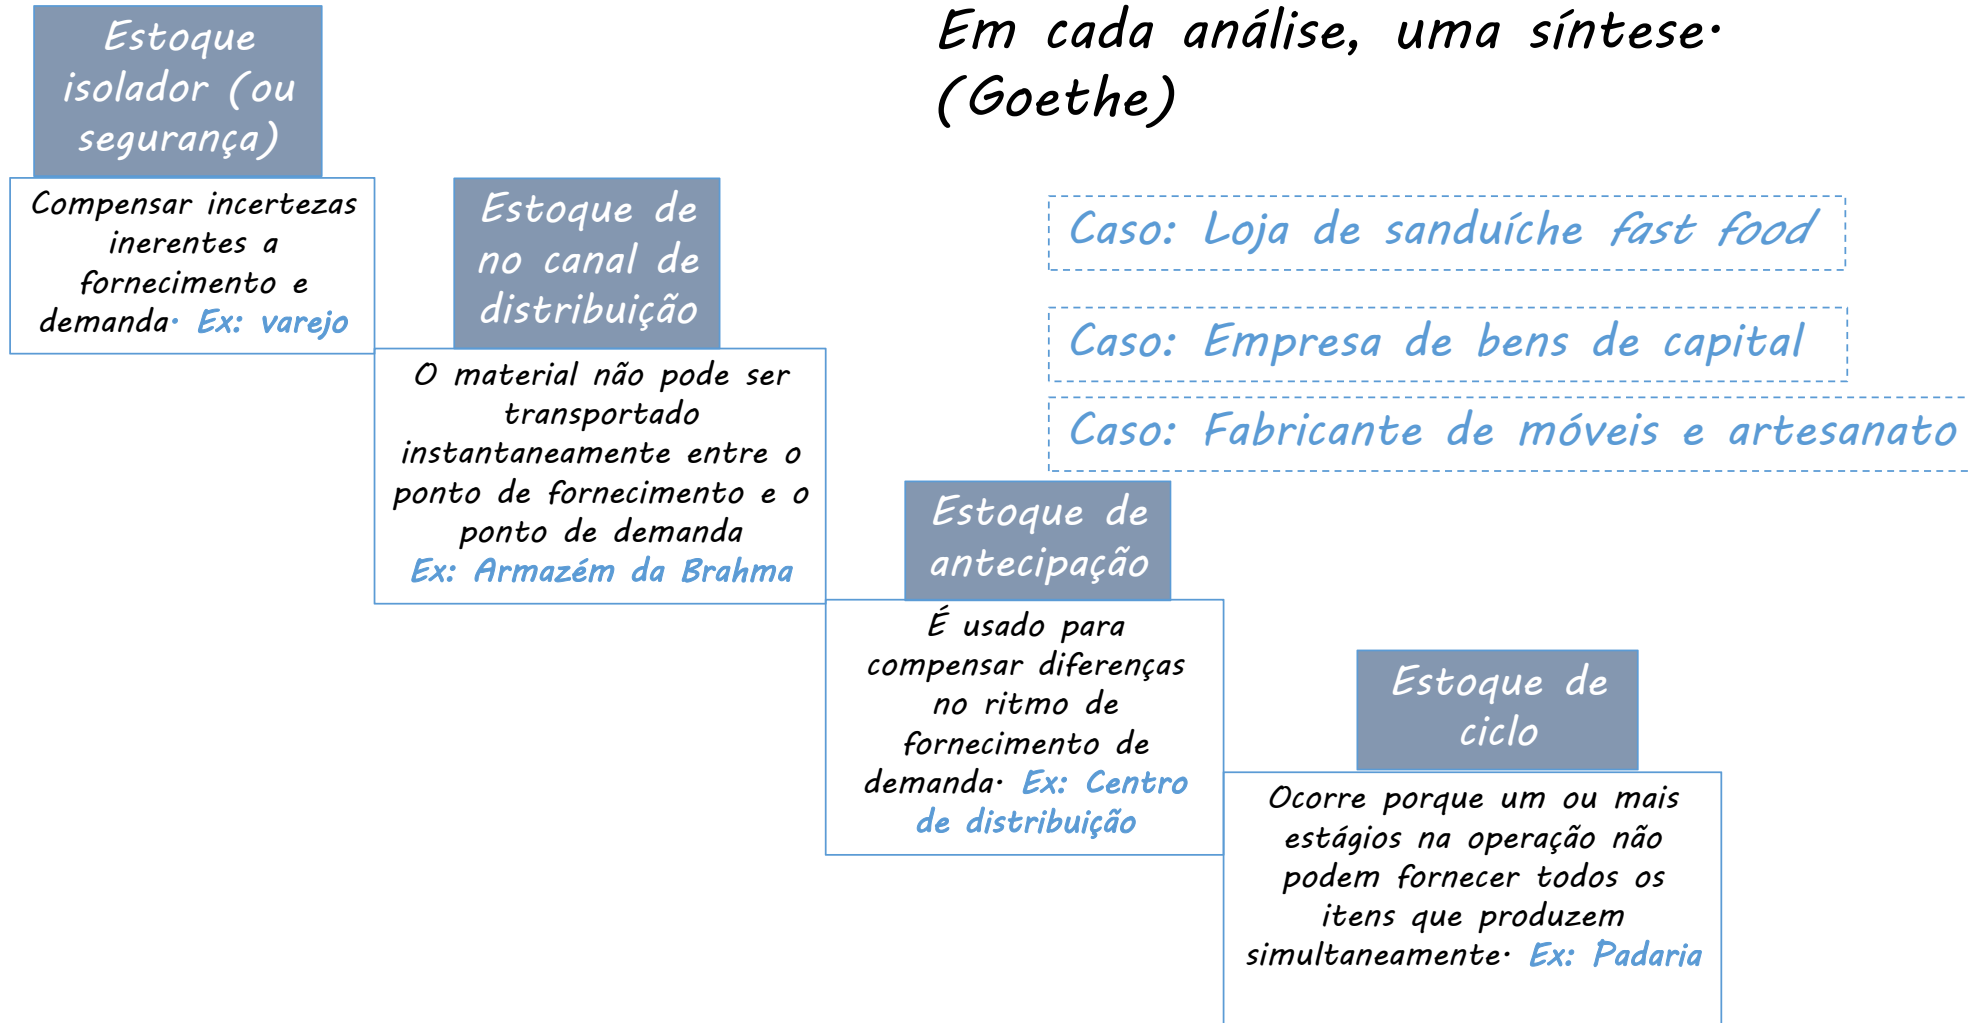 Em cada análise, uma síntese.
(Goethe)
Estoque
isolador (ou
segurança)
Compensar incertezas
inerentes a
fornecimento e
demanda. Ex: varejo
Estoque de
no canal de
distribuição
O material não pode ser
transportado
instantaneamente entre o
ponto de fornecimento e o
ponto de demanda
Ex: Armazém da Brahma
Caso: Loja de sanduíche fast food
Caso: Empresa de bens de capital
Caso: Fabricante de móveis e artesanato
Estoque de
antecipação
É usado para
compensar diferenças
no ritmo de
fornecimento de
demanda. Ex: Centro
de distribuição
Estoque de
ciclo
Ocorre porque um ou mais
estágios na operação não
podem fornecer todos os
itens que produzem
simultaneamente. Ex: Padaria